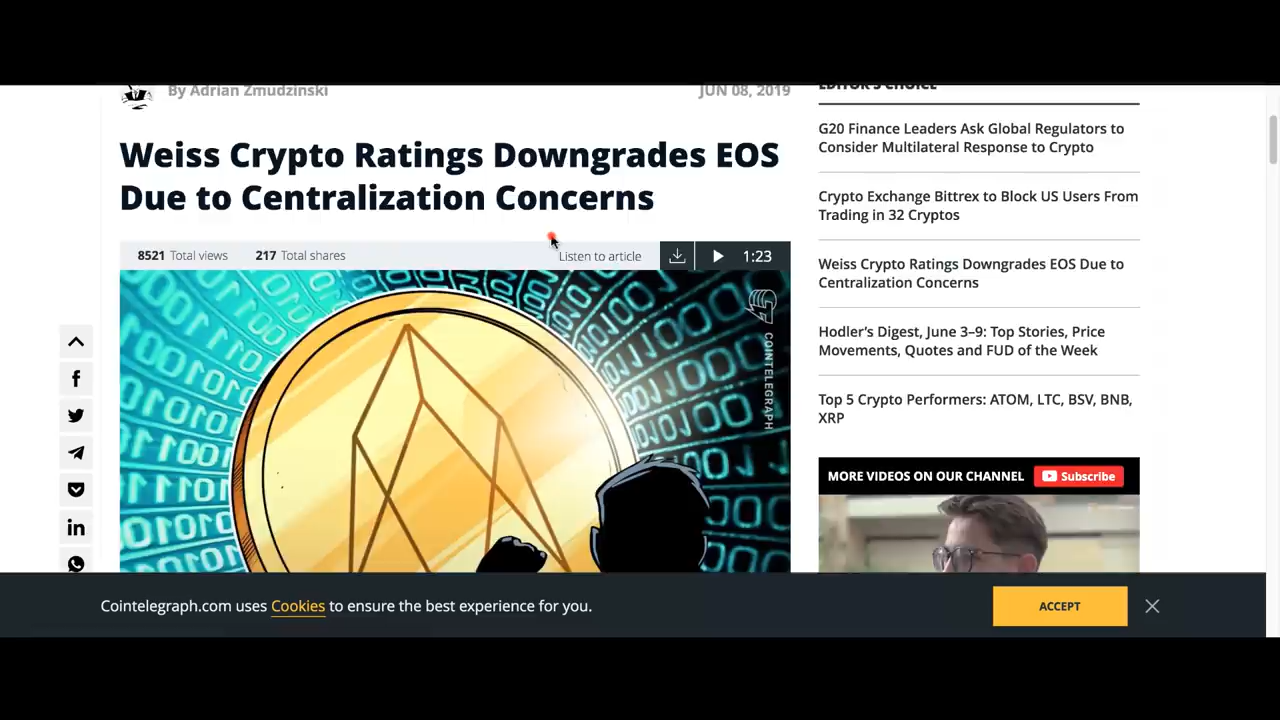 By Adrian Zmudzinski
JUN 08, 2019
Weiss Crypto Ratings Downgrades EOS
Due to Centralization Concerns
8521 Total views
217 Total shares
Listen to article
1:23
COINTELEGRAPH
EDITOR'S CHOICE
G20 Finance Leaders Ask Global Regulators to
Consider Multilateral Response to Crypto
Crypto Exchange Bittrex to Block US Users From
Trading in 32 Cryptos
Weiss Crypto Ratings Downgrades EOS Due to
Centralization Concerns
Hodler’s Digest, June 3–9: Top Stories, Price
Movements, Quotes and FUD of the Week
Top 5 Crypto Performers: ATOM, LTC, BSV, BNB,
XRP
MORE VIDEOS ON OUR CHANNEL
Subscribe
Cointelegraph.com uses Cookies to ensure the best experience for you.
ACCEPT